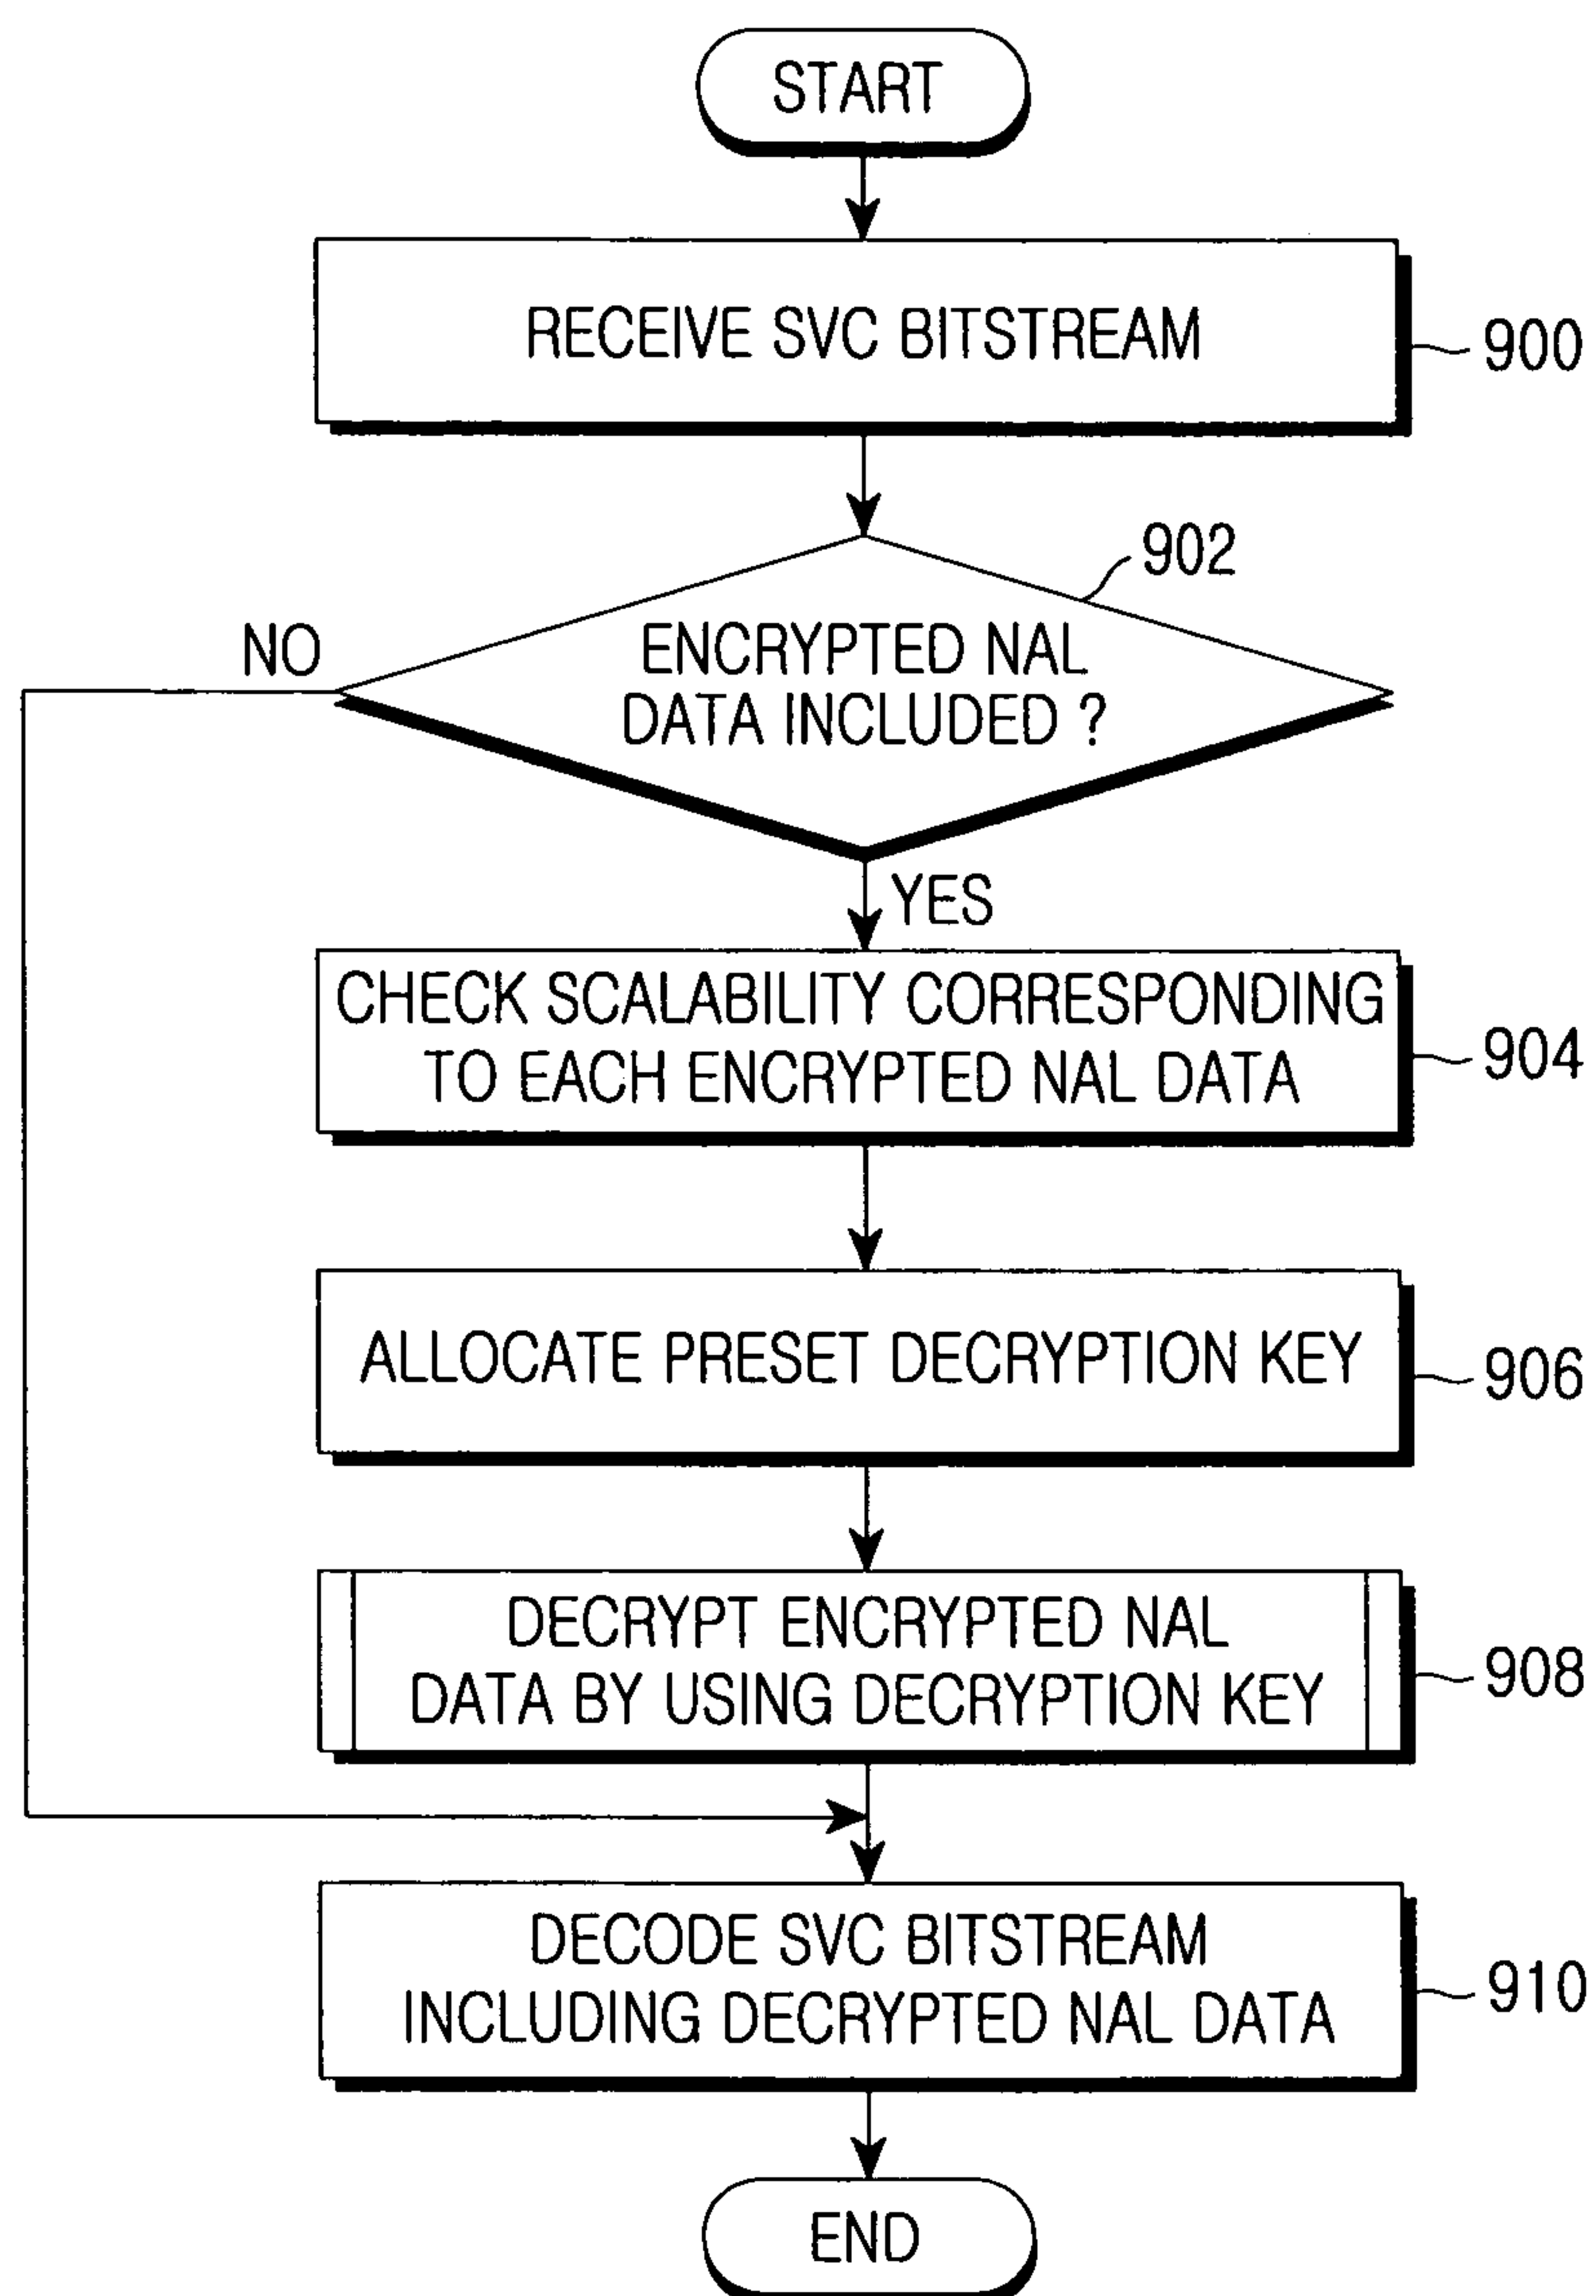 START
RECEIVE SVC BITSTREAM
900
902
NO
ENCRYPTED NAL
DATA INCLUDED ?
YES
CHECK SCALABILITY CORRESPONDING
TO EACH ENCRYPTED NAL DATA
904
ALLOCATE PRESET DECRYPTION KEY
906
DECRYPT ENCRYPTED NAL
DATA BY USING DECRYPTION KEY
908
DECODE SVC BITSTREAM
INCLUDING DECRYPTED NAL DATA
910
END